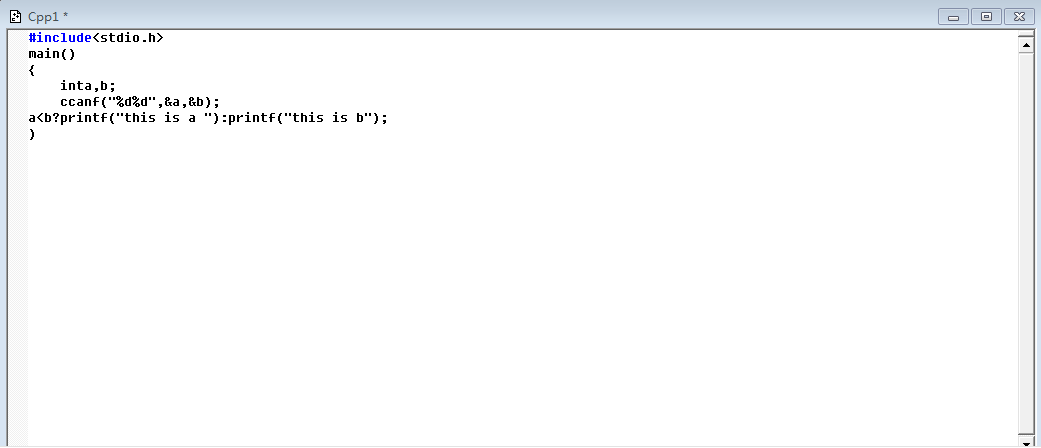 Cpp1 *
#include<stdio.h>
main()
{
    inta,b;
    ccanf("%d%d",&a,&b);
a<b?printf("this is a "):printf("this is b");
)